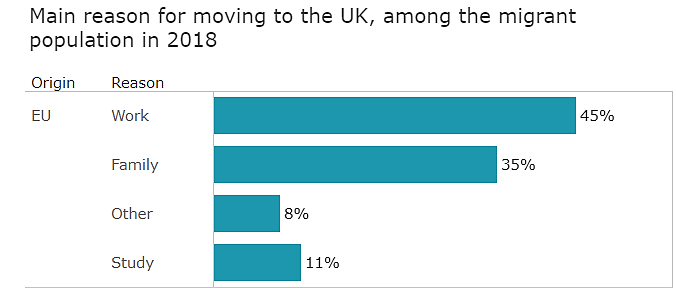 Main reason for moving to the UK, among the migrant
population in 2018
Origin Reason
EU Work 45%
Family 35%
Other 8%
Study 11%